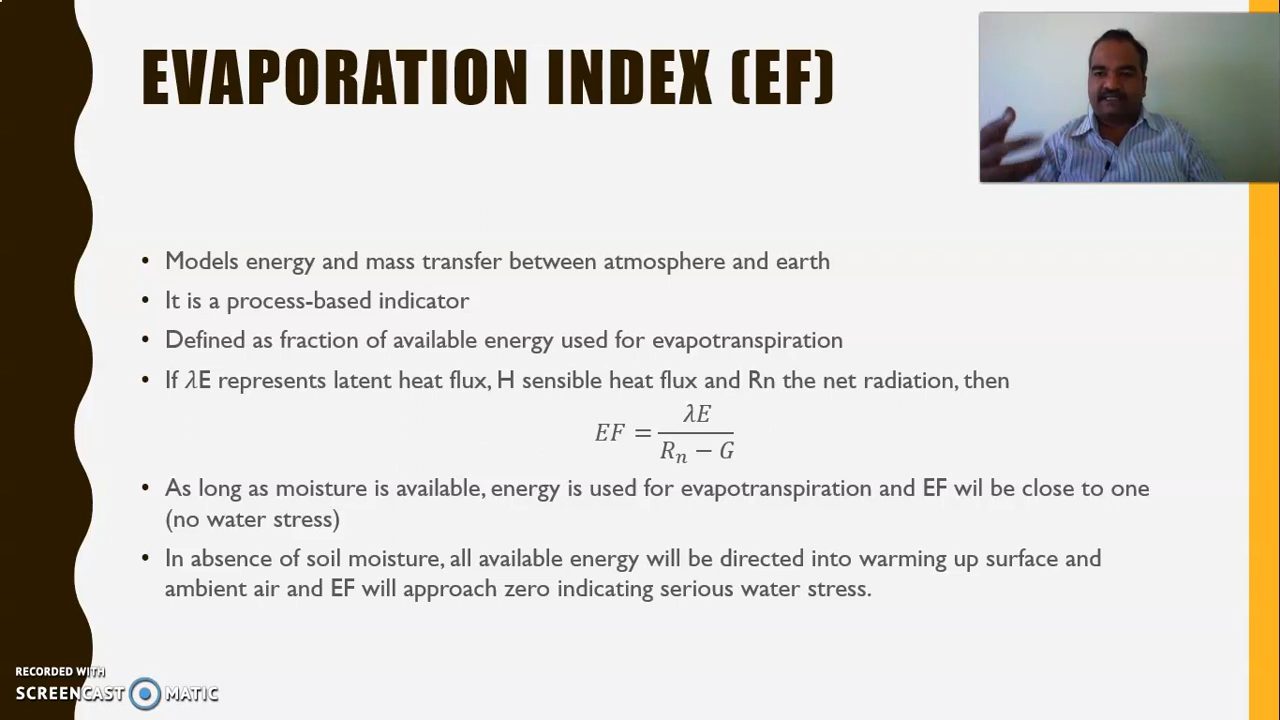 EVAPORATION INDEX (EF)
• Models energy and mass transfer between atmosphere and earth
• It is a process-based indicator
• Defined as fraction of available energy used for evapotranspiration
• If λE represents latent heat flux, H sensible heat flux and Rn the net radiation, then
EF = λE / (Rₙ − G)
• As long as moisture is available, energy is used for evapotranspiration and EF wil be close to one
(no water stress)
• In absence of soil moisture, all available energy will be directed into warming up surface and
ambient air and EF will approach zero indicating serious water stress.
RECORDED WITH
SCREENCAST MATIC